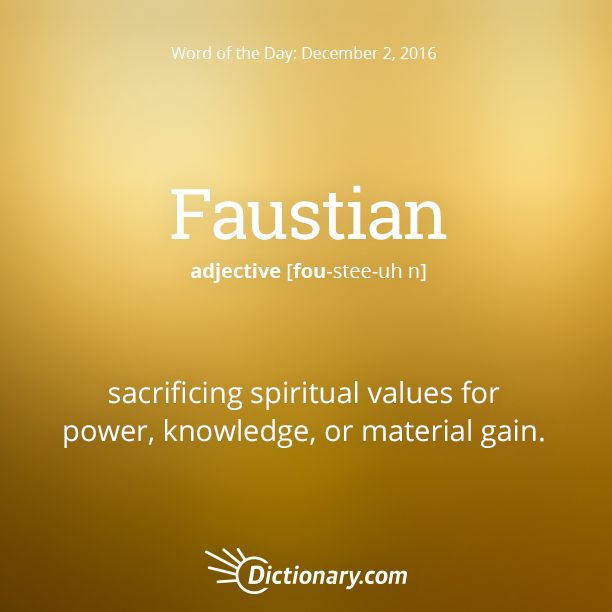 Word of the Day: December 2, 2016
Faustian
adjective [fou-stee-uh n]
sacrificing spiritual values for
power, knowledge, or material gain.
Dictionary.com